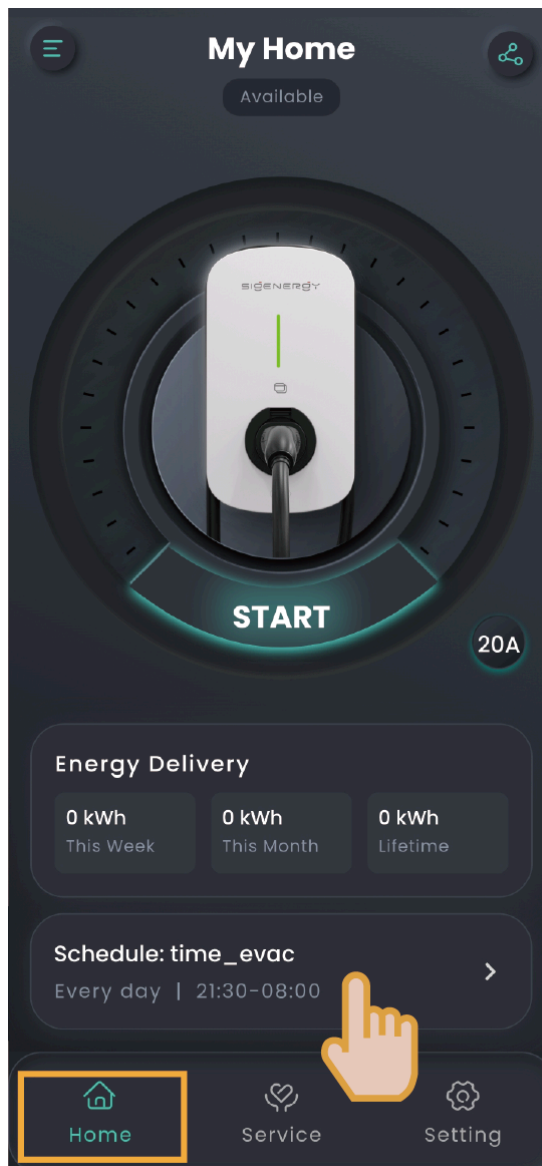 My Home
Available
SIGENERGY
START
20A
Energy Delivery
0 kWh 0 kWh 0 kWh
This Week This Month Lifetime
Schedule: time_evac
Every day | 21:30-08:00
Home Service Setting